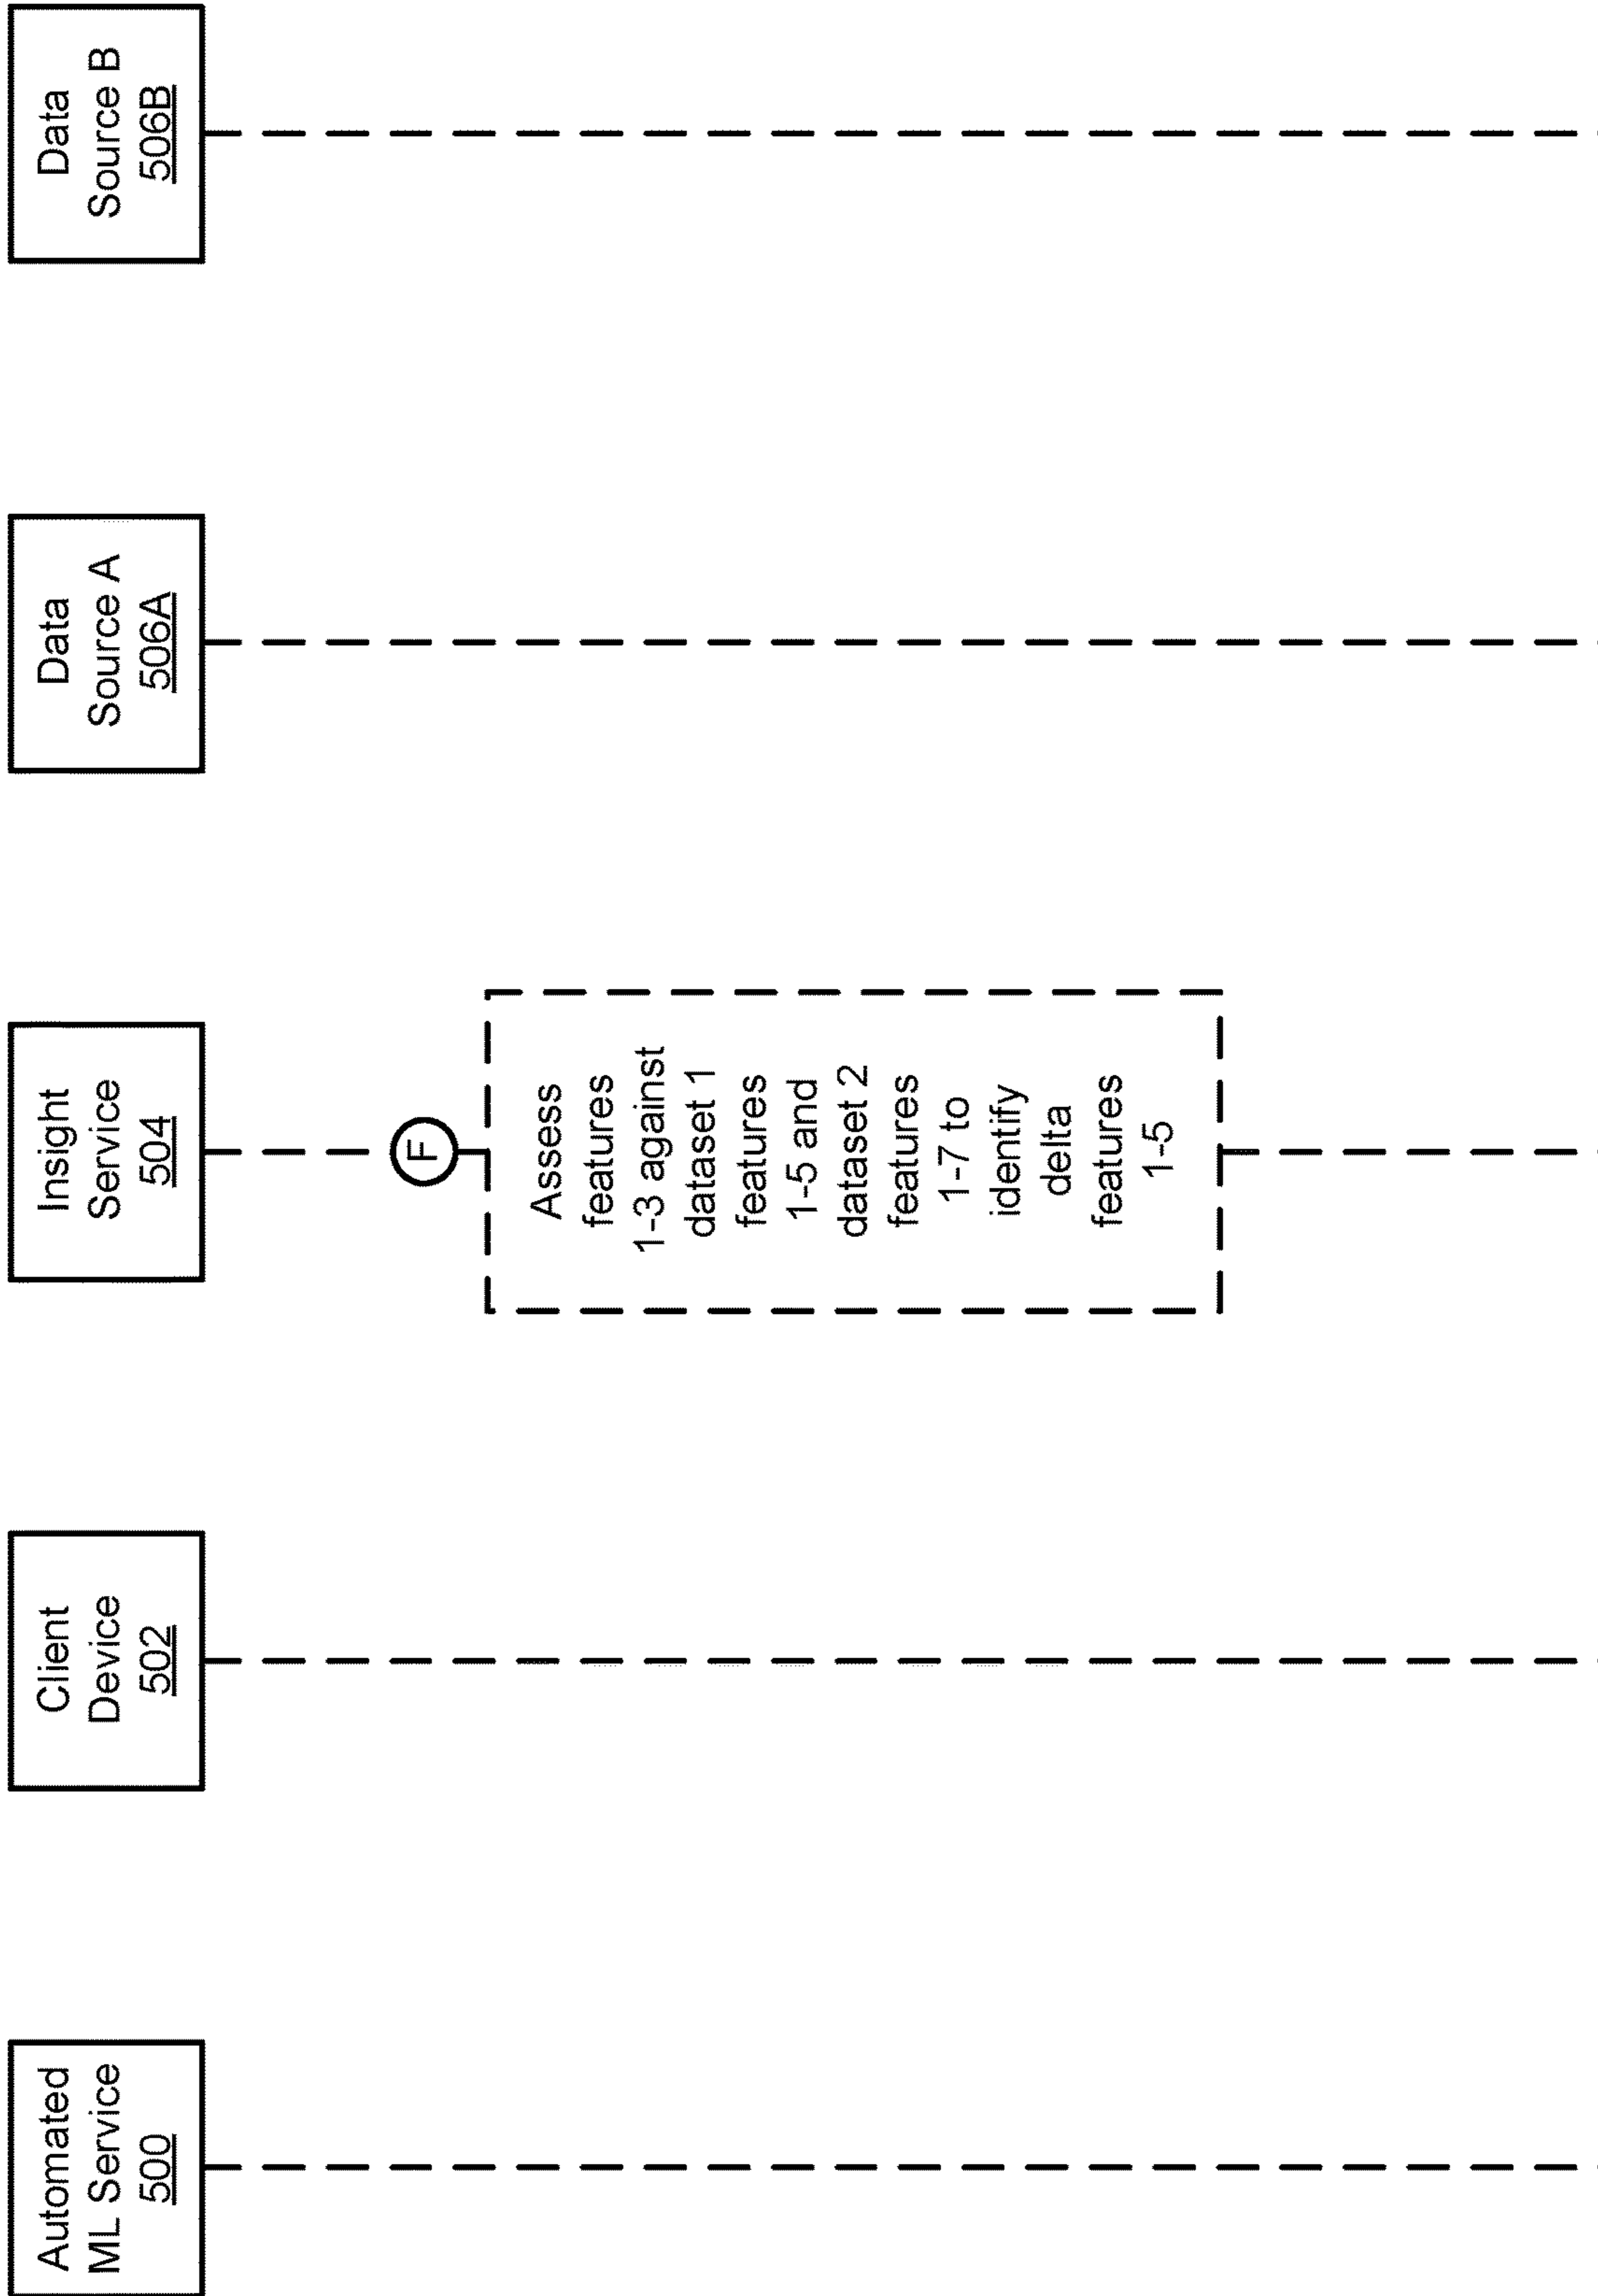 Automated
ML Service
500
Client
Device
502
Insight
Service
504
Data
Source A
506A
Data
Source B
506B
F
Assess
features
1-3 against
dataset 1
features
1-5 and
dataset 2
features
1-7 to
identify
delta
features
1-5